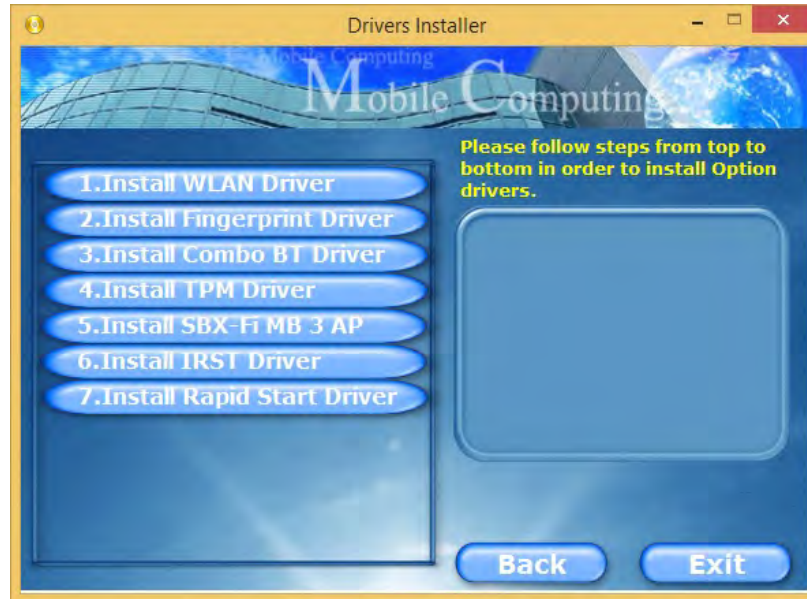 Drivers Installer
Mobile Computing
Mobile Computing
Please follow steps from top to
bottom in order to install Option
drivers.
1.Install WLAN Driver
2.Install Fingerprint Driver
3.Install Combo BT Driver
4.Install TPM Driver
5.Install SBX-Fi MB 3 AP
6.Install IRST Driver
7.Install Rapid Start Driver
Back
Exit